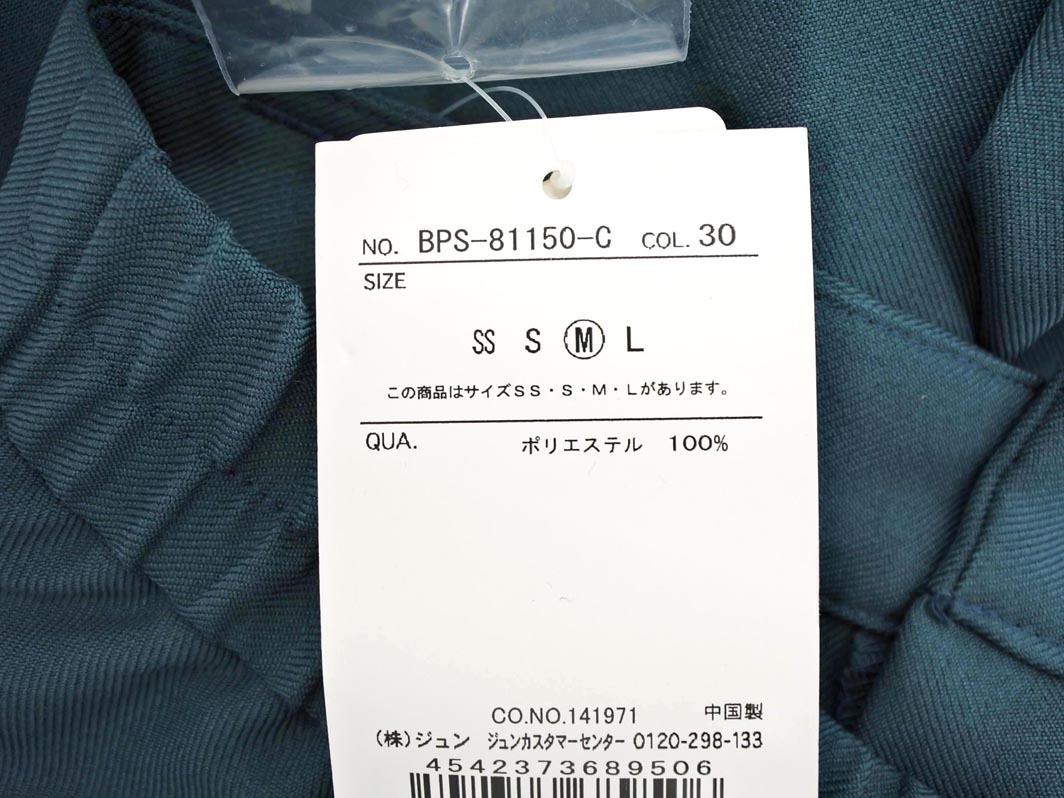 NO. BPS-81150-C COL. 30
SIZE
SS S M L
この商品はサイズSS・S・M・Lがあります。
QUA. ポリエステル 100%
CO.NO.141971 中国製
(株)ジュン ジュンカスタマーセンター 0120-298-133
4542373689506